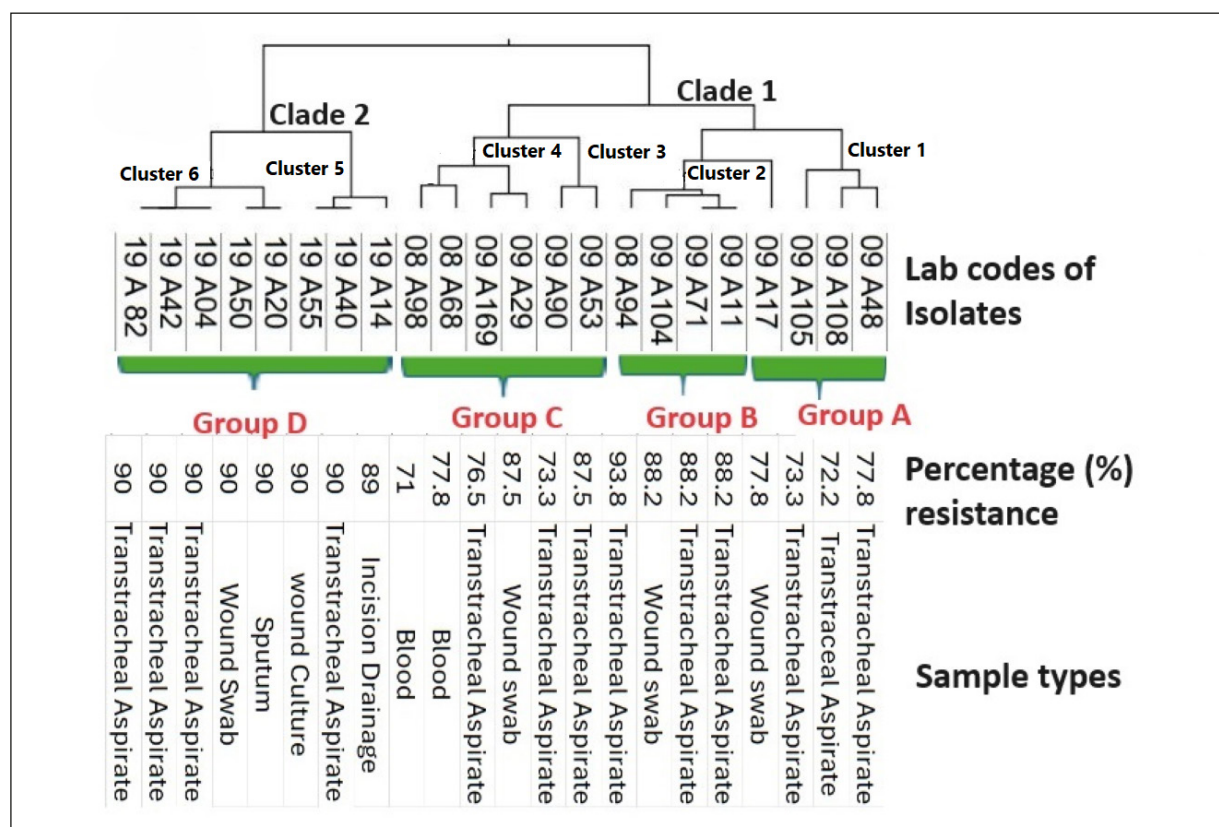 Clade 1
Clade 2
Cluster 4
Cluster 3
Cluster 1
Cluster 6
Cluster 5
Cluster 2
19 A 82
19 A42
19 A04
19 A50
19 A20
19 A55
19 A40
19 A14
08 A98
08 A68
09 A169
09 A29
09 A90
09 A53
08 A94
09 A104
09 A71
09 A11
09 A17
09 A105
09 A108
09 A48
Lab codes of
Isolates
Group D
Group C
Group B
Group A
90
90
90
90
90
90
90
89
71
77.8
76.5
87.5
73.3
87.5
93.8
88.2
88.2
88.2
77.8
73.3
72.2
77.8
Percentage (%)
resistance
Transtracheal Aspirate
Transtracheal Aspirate
Transtracheal Aspirate
Wound Swab
Sputum
wound Culture
Transtracheal Aspirate
Incision Drainage
Blood
Blood
Transtracheal Aspirate
Wound swab
Transtracheal Aspirate
Transtracheal Aspirate
Transtracheal Aspirate
Wound swab
Transtracheal Aspirate
Transtracheal Aspirate
Wound swab
Transtracheal Aspirate
Transtraceal Aspirate
Transtracheal Aspirate
Sample types